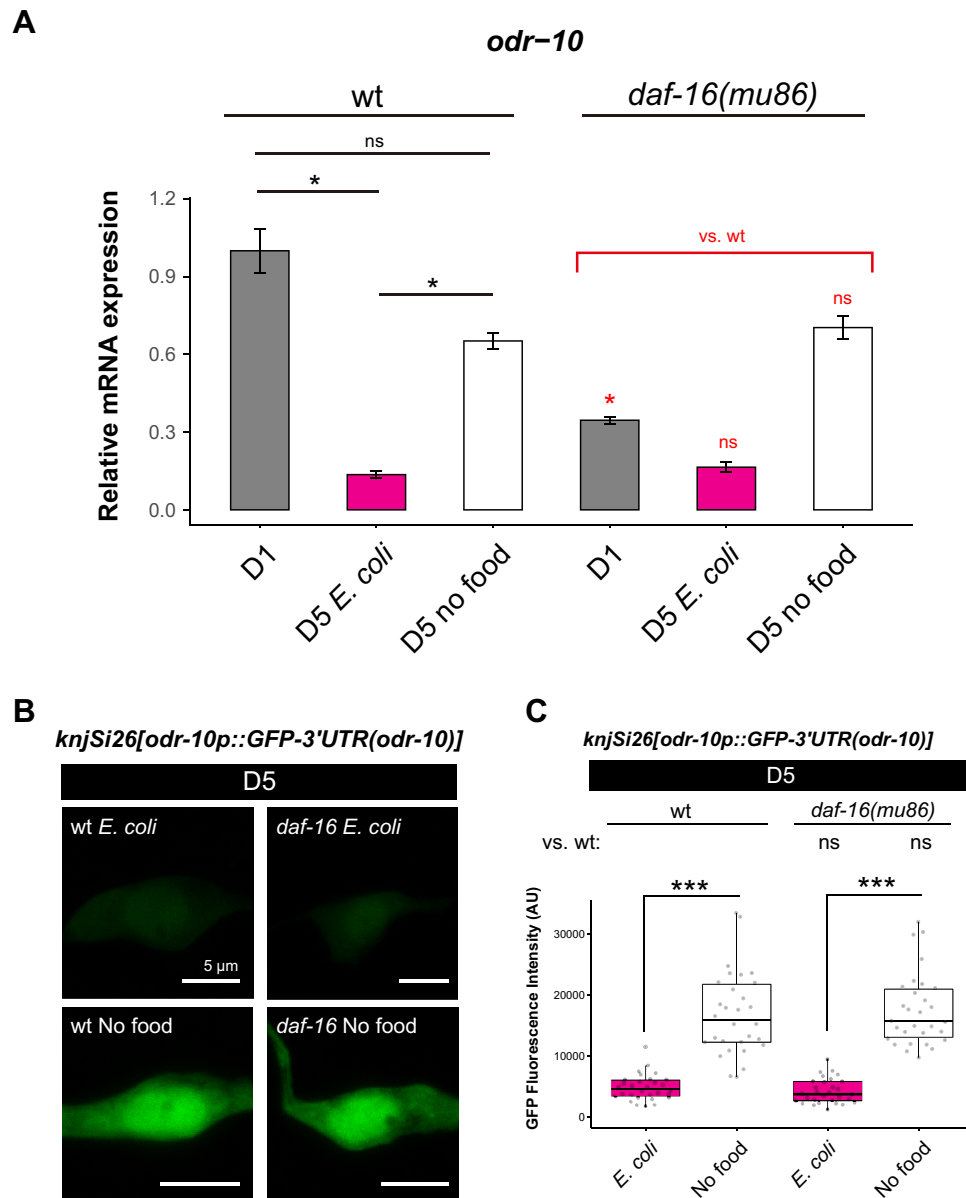 A
odr−10
wt
daf-16(mu86)
ns
*
*
vs. wt
ns
*
ns
Relative mRNA expression
1.2
0.9
0.6
0.3
0.0
D1
D5 E. coli
D5 no food
D1
D5 E. coli
D5 no food
B
knjSi26[odr-10p::GFP-3'UTR(odr-10)]
D5
wt E. coli
daf-16 E. coli
5 μm
wt No food
daf-16 No food
C
knjSi26[odr-10p::GFP-3'UTR(odr-10)]
D5
wt
daf-16(mu86)
vs. wt:
ns
ns
***
***
GFP Fluorescence Intensity (AU)
30000
20000
10000
0
E. coli
No food
E. coli
No food